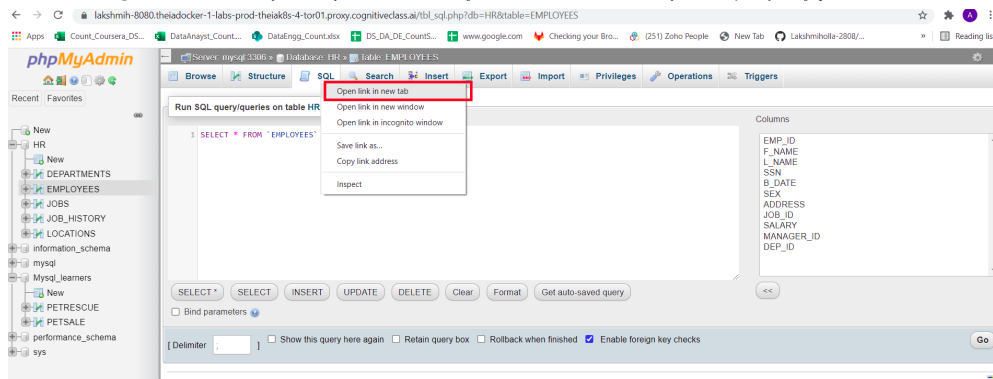 lakshmih-8080.theiadocker-1-labs-prod-theiak8s-4-tor01.proxy.cognitiveclass.ai/tbl_sql.php?db=HR&table=EMPLOYEES
A
Apps Count_Coursera_DS... DataAnayst_Count.... DataEngg_Count.xlsx DS_DA_DE_CountS... www.google.com Checking your Bro... (251) Zoho People New Tab Lakshmiholla-2808/... » Reading lis
phpMyAdmin
Recent Favorites
New
HR
New
DEPARTMENTS
EMPLOYEES
JOBS
JOB_HISTORY
LOCATIONS
information_schema
mysql
Mysql_learners
New
PETRESCUE
PETSALE
performance_schema
sys
Server: mysql:3306 » Database: HR » Table: EMPLOYEES
Browse Structure SQL Search Insert Export Import Privileges Operations Triggers
Run SQL query/queries on table HR
1 SELECT * FROM `EMPLOYEES`
Open link in new tab
Open link in new window
Open link in incognito window
Save link as...
Copy link address
Inspect
Columns
EMP_ID
F_NAME
L_NAME
SSN
B_DATE
SEX
ADDRESS
JOB_ID
SALARY
MANAGER_ID
DEP_ID
SELECT * SELECT INSERT UPDATE DELETE Clear Format Get auto-saved query <<
Bind parameters
[ Delimiter ; ] Show this query here again Retain query box Rollback when finished Enable foreign key checks Go